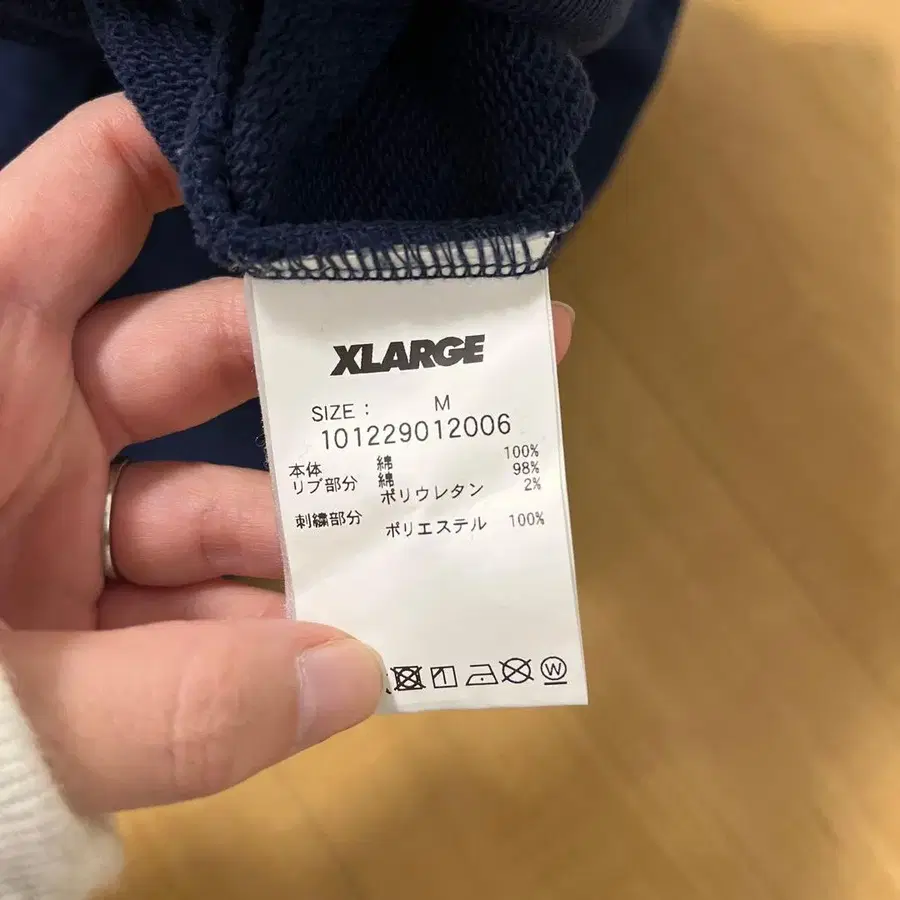 XLARGE
SIZE : M
101229012006
本体 綿 100%
リブ部分 綿 98%
ポリウレタン 2%
刺繍部分 ポリエステル 100%
W